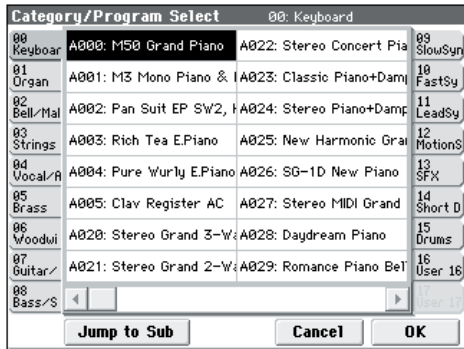 Category/Program Select 00: Keyboard
00
Keyboar
01
Organ
02
Bell/Mal
03
Strings
04
Vocal/A
05
Brass
06
Woodwi
07
Guitar/
08
Bass/S
A000: M50 Grand Piano
A001: M3 Mono Piano &
A002: Pan Suit EP SW2,
A003: Rich Tea E.Piano
A004: Pure Wurly E.Piano
A005: Clav Register AC
A020: Stereo Grand 3-Wa
A021: Stereo Grand 2-Wa
A022: Stereo Concert Pia
A023: Classic Piano+Damp
A024: Stereo Piano+Damp
A025: New Harmonic Gra
A026: SG-1D New Piano
A027: Stereo MIDI Grand
A028: Daydream Piano
A029: Romance Piano Bel
09
SlowSyn
10
FastSy
11
LeadSy
12
MotionS
13
SFX
14
Short D
15
Drums
16
User 16
17
User 17
Jump to Sub
Cancel
OK